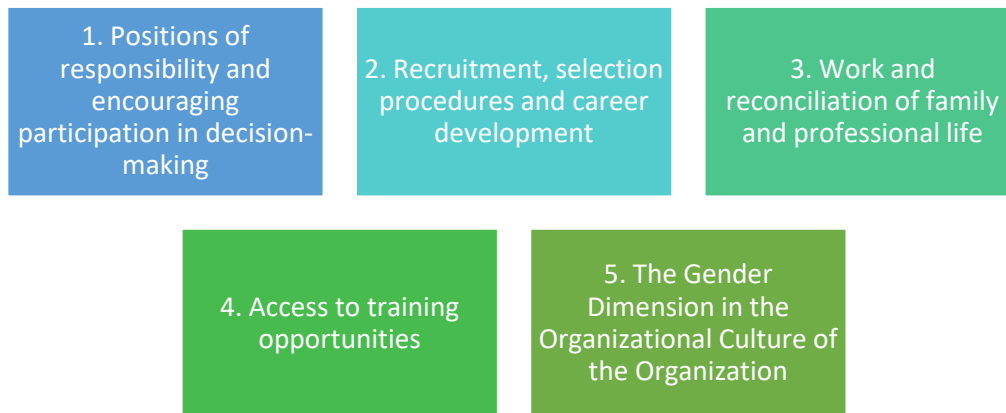 1. Positions of
responsibility and
encouraging
participation in decision-
making
2. Recruitment, selection
procedures and career
development
3. Work and
reconciliation of family
and professional life
4. Access to training
opportunities
5. The Gender
Dimension in the
Organizational Culture of
the Organization